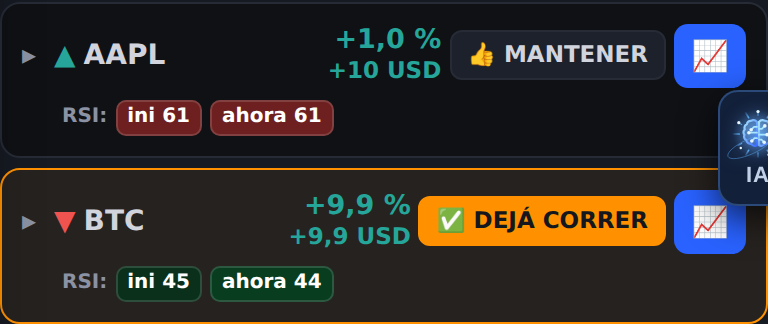 AAPL
+1,0 %
+10 USD
MANTENER
RSI: ini 61 ahora 61
IA
BTC
+9,9 %
+9,9 USD
DEJÁ CORRER
RSI: ini 45 ahora 44